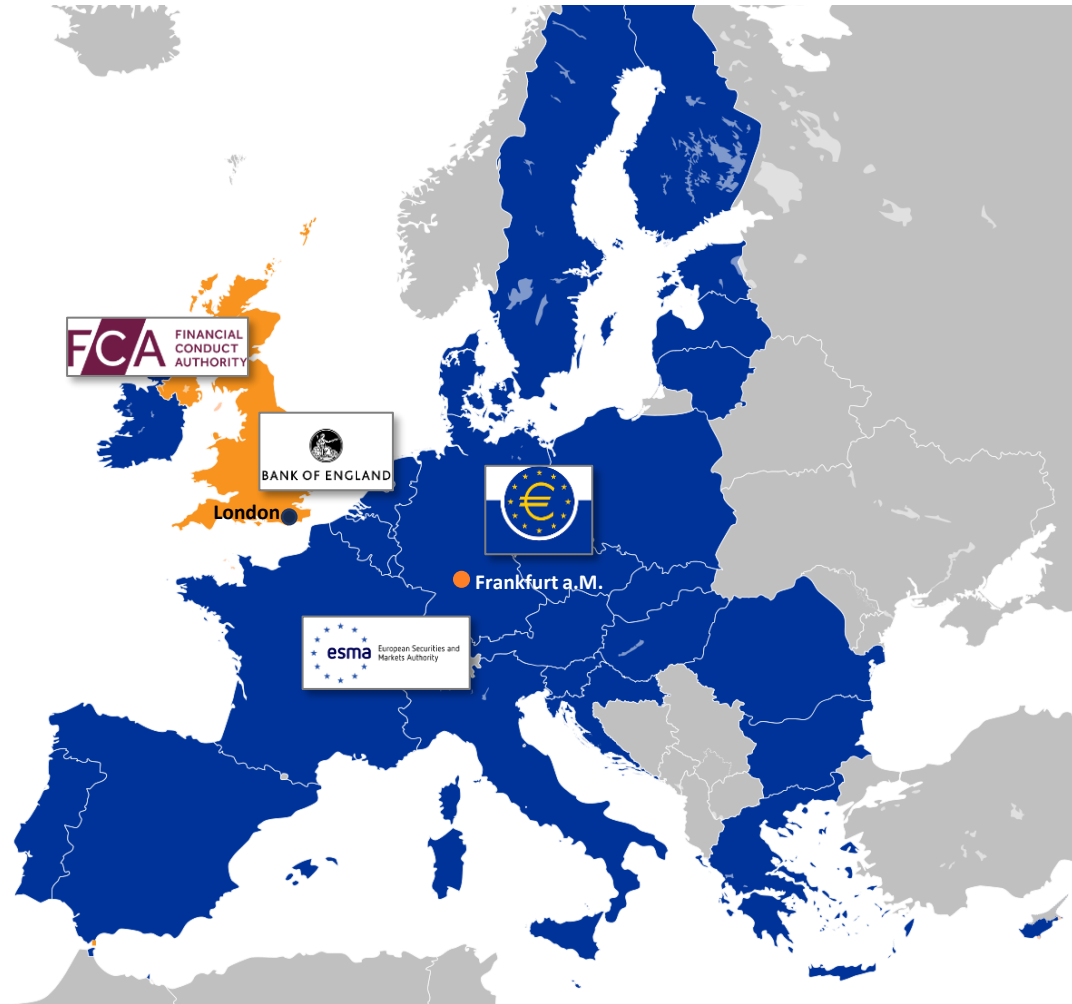 FCA
FINANCIAL
CONDUCT
AUTHORITY
BANK OF ENGLAND
London
€
Frankfurt a.M.
esma
European Securities and
Markets Authority